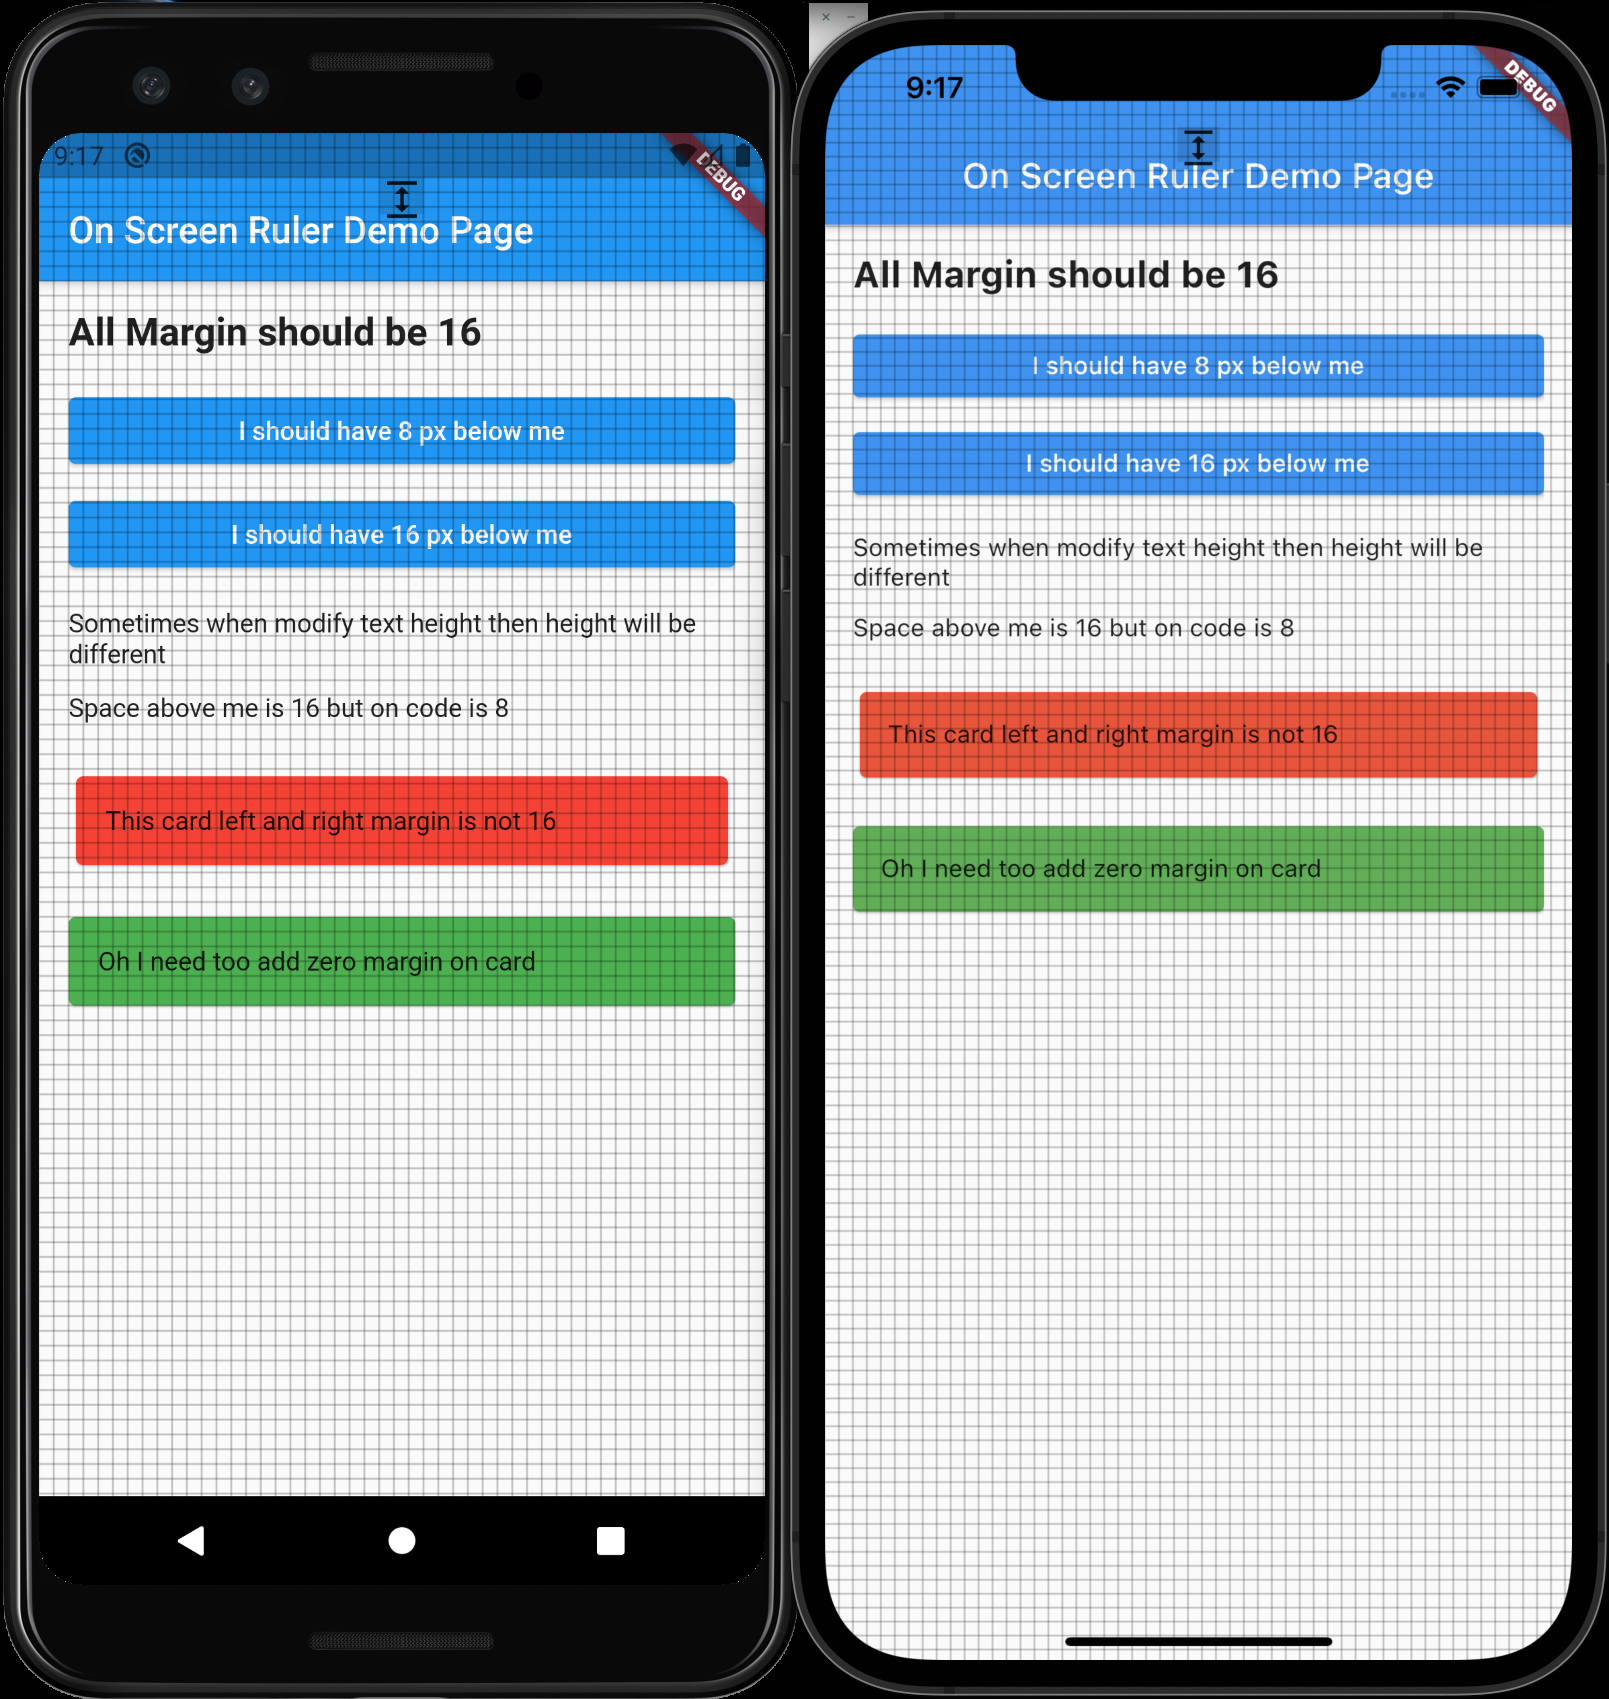 9:17
DEBUG
On Screen Ruler Demo Page
All Margin should be 16
I should have 8 px below me
I should have 16 px below me
Sometimes when modify text height then height will be
different
Space above me is 16 but on code is 8
This card left and right margin is not 16
Oh I need too add zero margin on card
9:17
DEBUG
On Screen Ruler Demo Page
All Margin should be 16
I should have 8 px below me
I should have 16 px below me
Sometimes when modify text height then height will be
different
Space above me is 16 but on code is 8
This card left and right margin is not 16
Oh I need too add zero margin on card